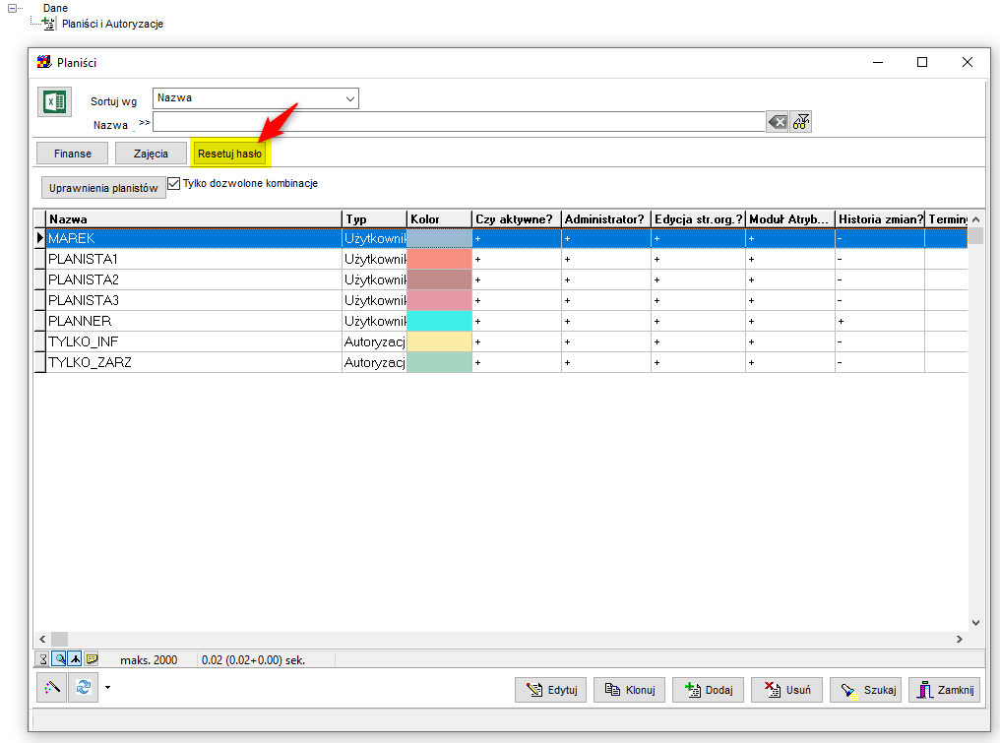 Dane
Planiści i Autoryzacje
Planiści
Sortuj wg Nazwa
Nazwa >>
Finanse Zajęcia Resetuj hasło
Uprawnienia planistów Tylko dozwolone kombinacje
Nazwa Typ Kolor Czy aktywne? Administrator? Edycja str.org.? Moduł Atryb... Historia zmian? Terminy
MAREK Użytkownik + + + + -
PLANISTA1 Użytkownik + + + + -
PLANISTA2 Użytkownik + + + + -
PLANISTA3 Użytkownik + + + + -
PLANNER Użytkownik + + + + +
TYLKO_INF Autoryzacj + + + + -
TYLKO_ZARZ Autoryzacj + + + + -
maks. 2000 0.02 (0.02+0.00) sek.
Edytuj Klonuj Dodaj Usuń Szukaj Zamknij